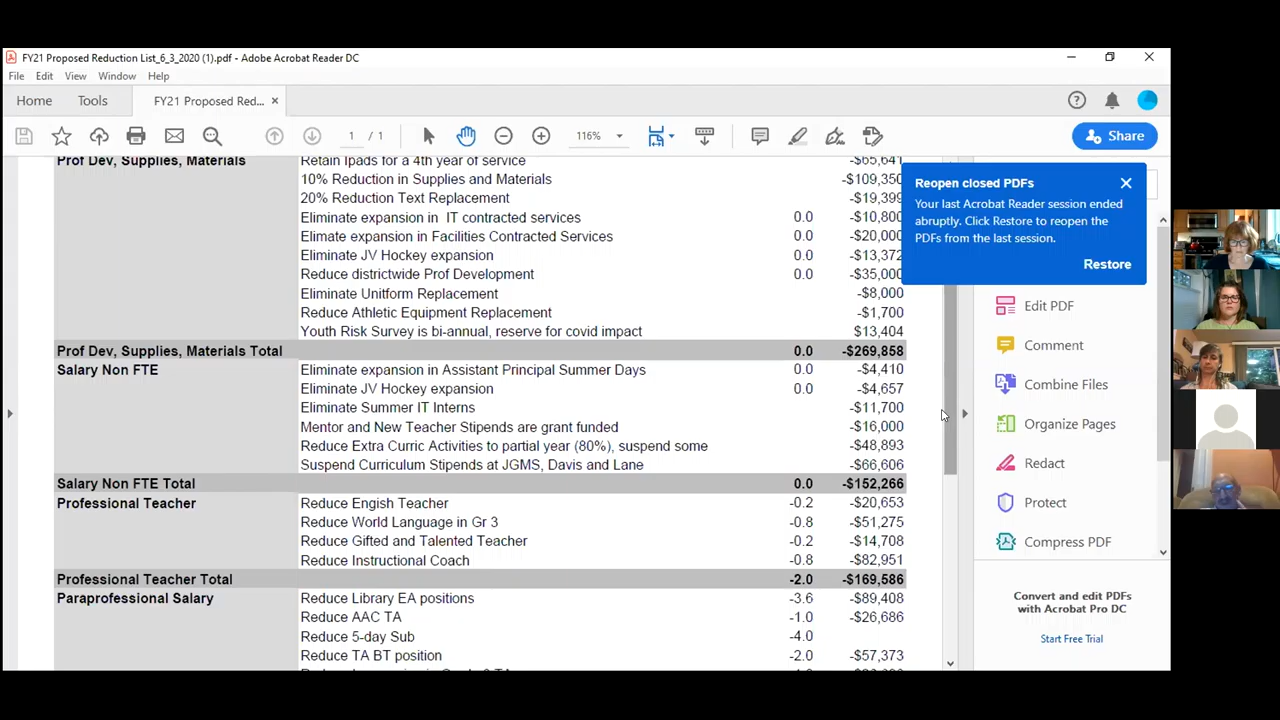 FY21 Proposed Reduction List_6_3_2020 (1).pdf - Adobe Acrobat Reader DC
File Edit View Window Help
Home Tools FY21 Proposed Red... ×
1 / 1 116% Share
Prof Dev, Supplies, Materials Retain Ipads for a 4th year of service -$65,641
10% Reduction in Supplies and Materials -$109,350
20% Reduction Text Replacement -$19,399
Eliminate expansion in IT contracted services 0.0 -$10,800
Elimate expansion in Facilities Contracted Services 0.0 -$20,000
Eliminate JV Hockey expansion 0.0 -$13,372
Reduce districtwide Prof Development 0.0 -$35,000
Eliminate Unitform Replacement -$8,000
Reduce Athletic Equipment Replacement -$1,700
Youth Risk Survey is bi-annual, reserve for covid impact $13,404
Prof Dev, Supplies, Materials Total 0.0 -$269,858
Salary Non FTE Eliminate expansion in Assistant Principal Summer Days 0.0 -$4,410
Eliminate JV Hockey expansion 0.0 -$4,657
Eliminate Summer IT Interns -$11,700
Mentor and New Teacher Stipends are grant funded -$16,000
Reduce Extra Curric Activities to partial year (80%), suspend some -$48,893
Suspend Curriculum Stipends at JGMS, Davis and Lane -$66,606
Salary Non FTE Total 0.0 -$152,266
Professional Teacher Reduce Engish Teacher -0.2 -$20,653
Reduce World Language in Gr 3 -0.8 -$51,275
Reduce Gifted and Talented Teacher -0.2 -$14,708
Reduce Instructional Coach -0.8 -$82,951
Professional Teacher Total -2.0 -$169,586
Paraprofessional Salary Reduce Library EA positions -3.6 -$89,408
Reduce AAC TA -1.0 -$26,686
Reduce 5-day Sub -4.0
Reduce TA BT position -2.0 -$57,373
Reopen closed PDFs
Your last Acrobat Reader session ended
abruptly. Click Restore to reopen the
PDFs from the last session.
Restore
Edit PDF
Comment
Combine Files
Organize Pages
Redact
Protect
Compress PDF
Convert and edit PDFs
with Acrobat Pro DC
Start Free Trial